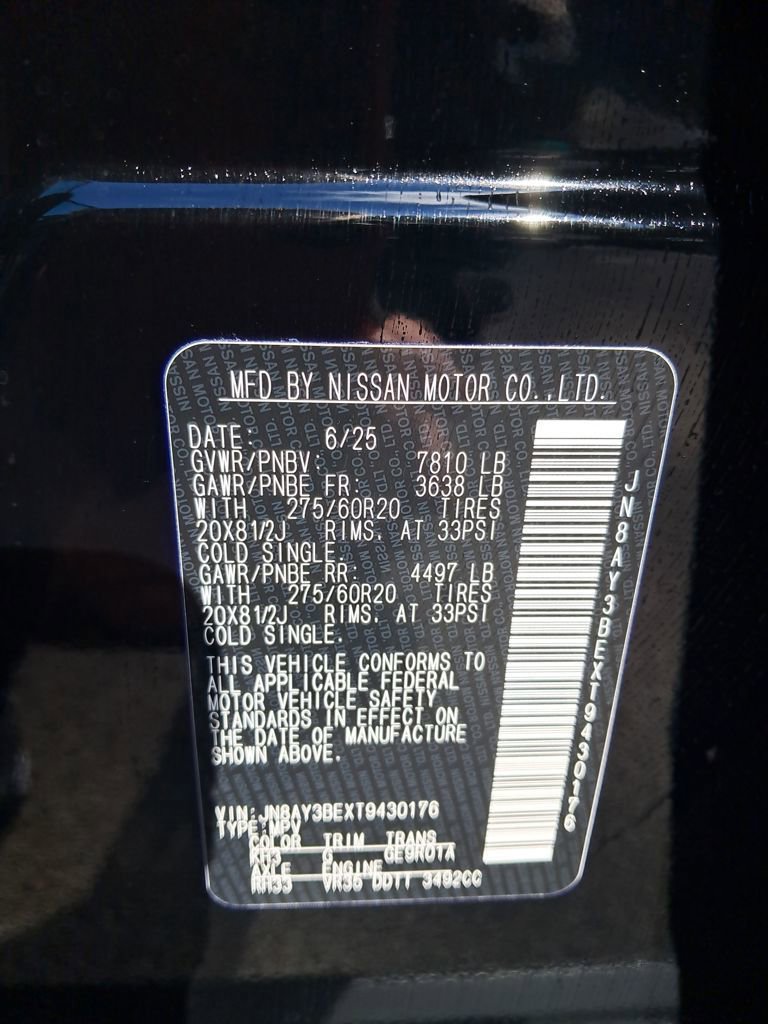 MFD BY NISSAN MOTOR CO.,LTD.
DATE: 6/25
GVWR/PNBV: 7810 LB
GAWR/PNBE FR: 3638 LB
WITH 275/60R20 TIRES
20X81/2J RIMS. AT 33PSI
COLD SINGLE.
GAWR/PNBE RR: 4497 LB
WITH 275/60R20 TIRES
20X81/2J RIMS. AT 33PSI
COLD SINGLE.
THIS VEHICLE CONFORMS TO
ALL APPLICABLE FEDERAL
MOTOR VEHICLE SAFETY
STANDARDS IN EFFECT ON
THE DATE OF MANUFACTURE
SHOWN ABOVE.
VIN:JN8AY3BEXT9430176
TYPE:MPV
COLOR TRIM TRANS
KH3 G GE9R01A
AXLE ENGINE
VR35 DDTT 3492CC
JN8AY3BEXT9430176